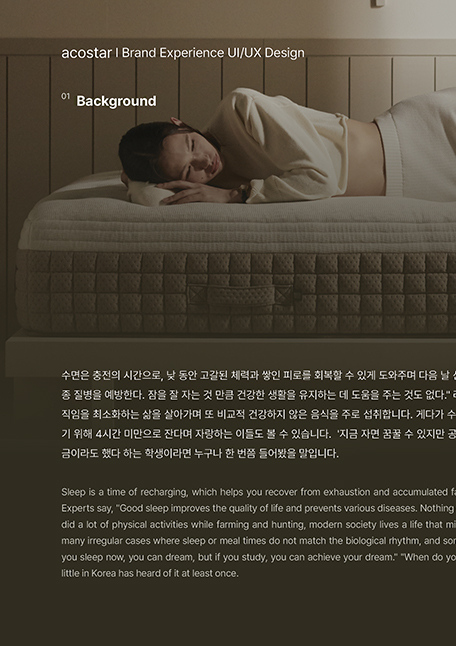 acostar | Brand Experience UI/UX Design
01 Background
수면은 충전의 시간으로, 낮 동안 고갈된 체력과 쌓인 피로를 회복할 수 있게 도와주며 다음 날
종 질병을 예방한다. 잠을 잘 자는 것 만큼 건강한 생활을 유지하는 데 도움을 주는 것도 없다."
직임을 최소화하는 삶을 살아가며 또 비교적 건강하지 않은 음식을 주로 섭취합니다. 게다가 수
기 위해 4시간 미만으로 잔다며 자랑하는 이들도 볼 수 있습니다. '지금 자면 꿈꿀 수 있지만 공
금이라도 했다 하는 학생이라면 누구나 한 번쯤 들어봤을 말입니다.
Sleep is a time of recharging, which helps you recover from exhaustion and accumulated
Experts say, "Good sleep improves the quality of life and prevents various diseases. Nothing
did a lot of physical activities while farming and hunting, modern society lives a life that
many irregular cases where sleep or meal times do not match the biological rhythm, and
you sleep now, you can dream, but if you study, you can achieve your dream." "When do
little in Korea has heard of it at least once.